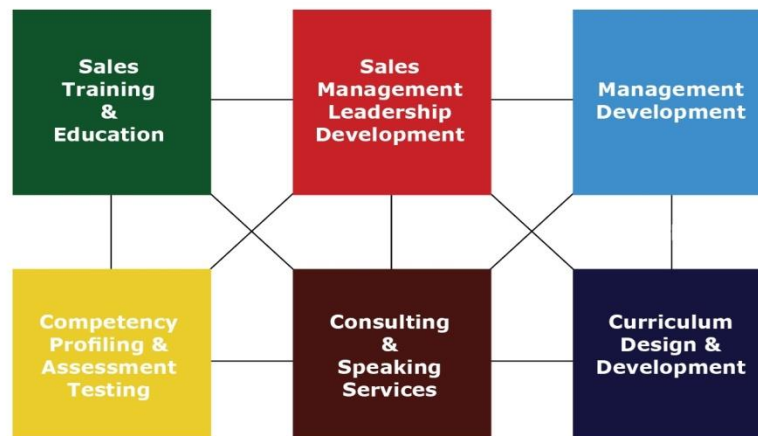 Sales
Training
&
Education
Sales
Management
Leadership
Development
Management
Development
Competency
Profiling &
Assessment
Testing
Consulting
&
Speaking
Services
Curriculum
Design &
Development